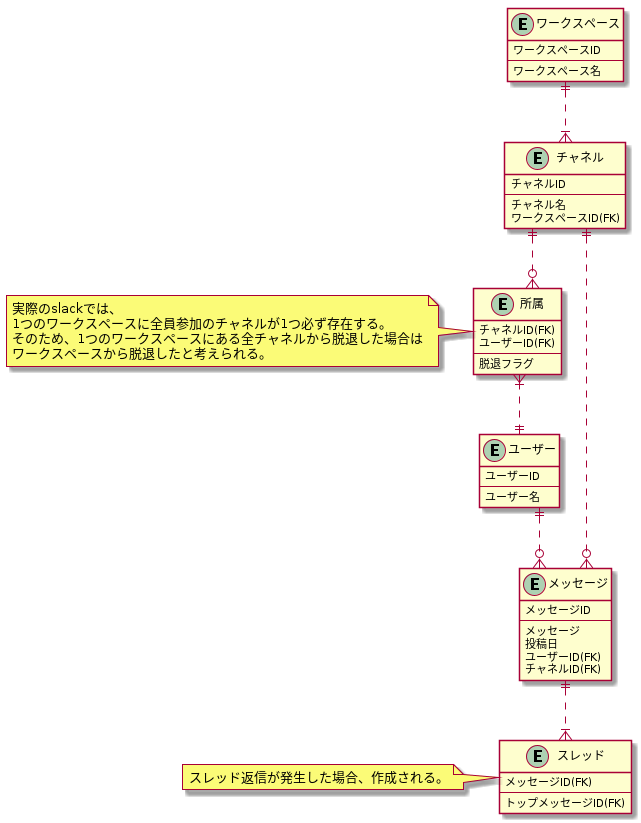 E ワークスペース
ワークスペースID
ワークスペース名
E チャネル
チャネルID
チャネル名
ワークスペースID(FK)
実際のslackでは、
1つのワークスペースに全員参加のチャネルが1つ必ず存在する。
そのため、1つのワークスペースにある全チャネルから脱退した場合は
ワークスペースから脱退したと考えられる。
E 所属
チャネルID(FK)
ユーザーID(FK)
脱退フラグ
E ユーザー
ユーザーID
ユーザー名
E メッセージ
メッセージID
メッセージ
投稿日
ユーザーID(FK)
チャネルID(FK)
スレッド返信が発生した場合、作成される。
E スレッド
メッセージID(FK)
トップメッセージID(FK)